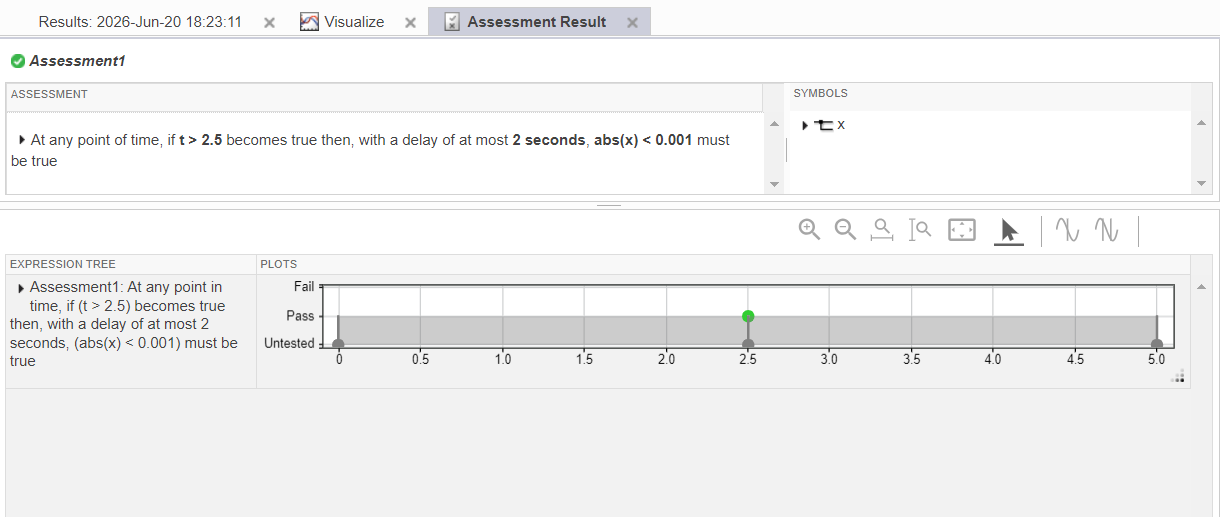 Results: 2026-Jun-20 18:23:11 Visualize Assessment Result
Assessment1
ASSESSMENT
At any point of time, if t > 2.5 becomes true then, with a delay of at most 2 seconds, abs(x) < 0.001 must
be true
SYMBOLS
x
EXPRESSION TREE
Assessment1: At any point in
time, if (t > 2.5) becomes true
then, with a delay of at most 2
seconds, (abs(x) < 0.001) must be
true
PLOTS
Fail
Pass
Untested
0 0.5 1.0 1.5 2.0 2.5 3.0 3.5 4.0 4.5 5.0